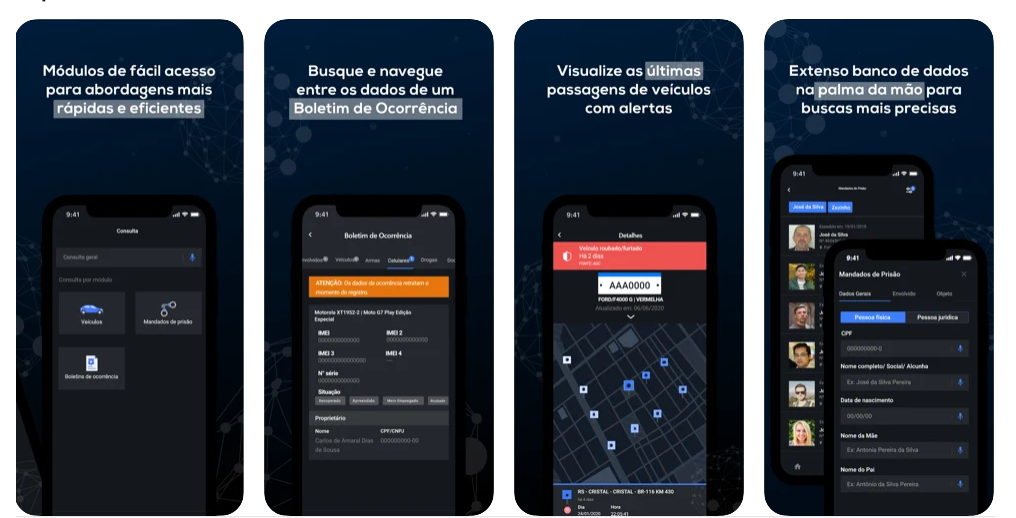 Módulos de fácil acesso
para abordagens mais
rápidas e eficientes
9:41
Consulta
Consulta geral
Consulta por módulo
Veículos
Mandados de prisão
Boletins de ocorrência
Busque e navegue
entre os dados de um
Boletim de Ocorrência
9:41
Boletim de Ocorrência
Veículos Armas Celulares Drogas
ATENÇÃO: Os dados da ocorrência retratam o
momento do registro.
Motorola XT1952-2 | Moto G7 Play Edição
Especial
IMEI IMEI 2
0000000000000 0000000000000
IMEI 3 IMEI 4
N° série
Situação
Recuperado Apreendido Meio Empregado Roubado
Proprietário
Nome CPF/CNPJ
Carlos de Amaral Dias 000000000-00
de Sousa
Visualize as últimas
passagens de veículos
com alertas
9:41
Detalhes
Veículo roubado/furtado
Há 2 dias
AAA0000
FORD/F4000 G | VERMELHA
Atualizado em: 06/06/2020
RS - CRISTAL - CRISTAL - BR-116 KM 430
Dia Hora
24/01/2020 22:05:41
Extenso banco de dados
na palma da mão para
buscas mais precisas
9:41
Mandados de Prisão
José da Silva Zezinho
José da Silva
9:41
Mandados de Prisão
Dados Gerais Envolvido Objeto
Pessoa física Pessoa jurídica
CPF
000000000-0
Nome completo/ Social/ Alcunha
Ex: José da Silva Pereira
Data de nascimento
00/00/00
Nome da Mãe
Ex: Antonia Pereira da Silva
Nome do Pai
Ex: Antônio da Silva Pereira